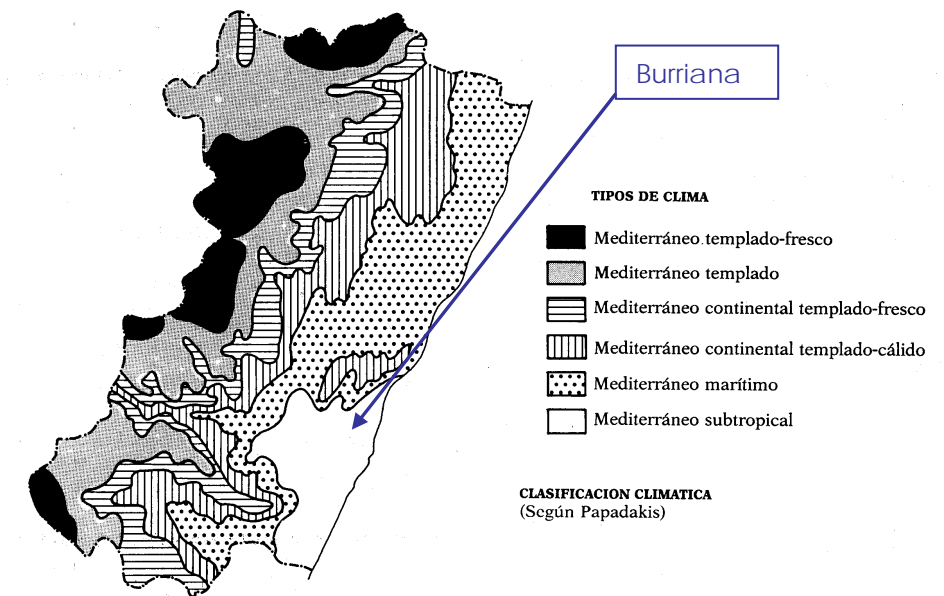 Burriana
TIPOS DE CLIMA
Mediterráneo templado-fresco
Mediterráneo templado
Mediterráneo continental templado-fresco
Mediterráneo continental templado-cálido
Mediterráneo marítimo
Mediterráneo subtropical
CLASIFICACION CLIMATICA
(Según Papadakis)